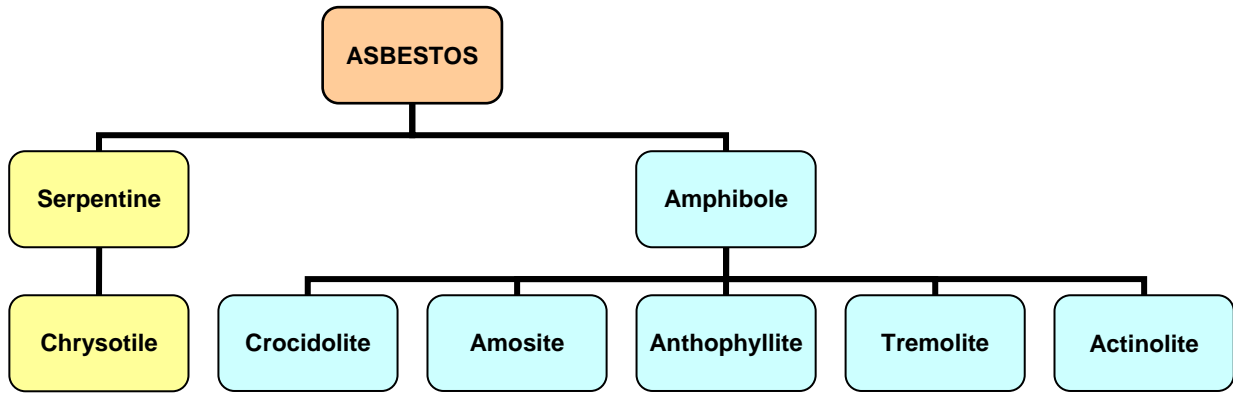 ASBESTOS
Serpentine
Amphibole
Chrysotile
Crocidolite
Amosite
Anthophyllite
Tremolite
Actinolite